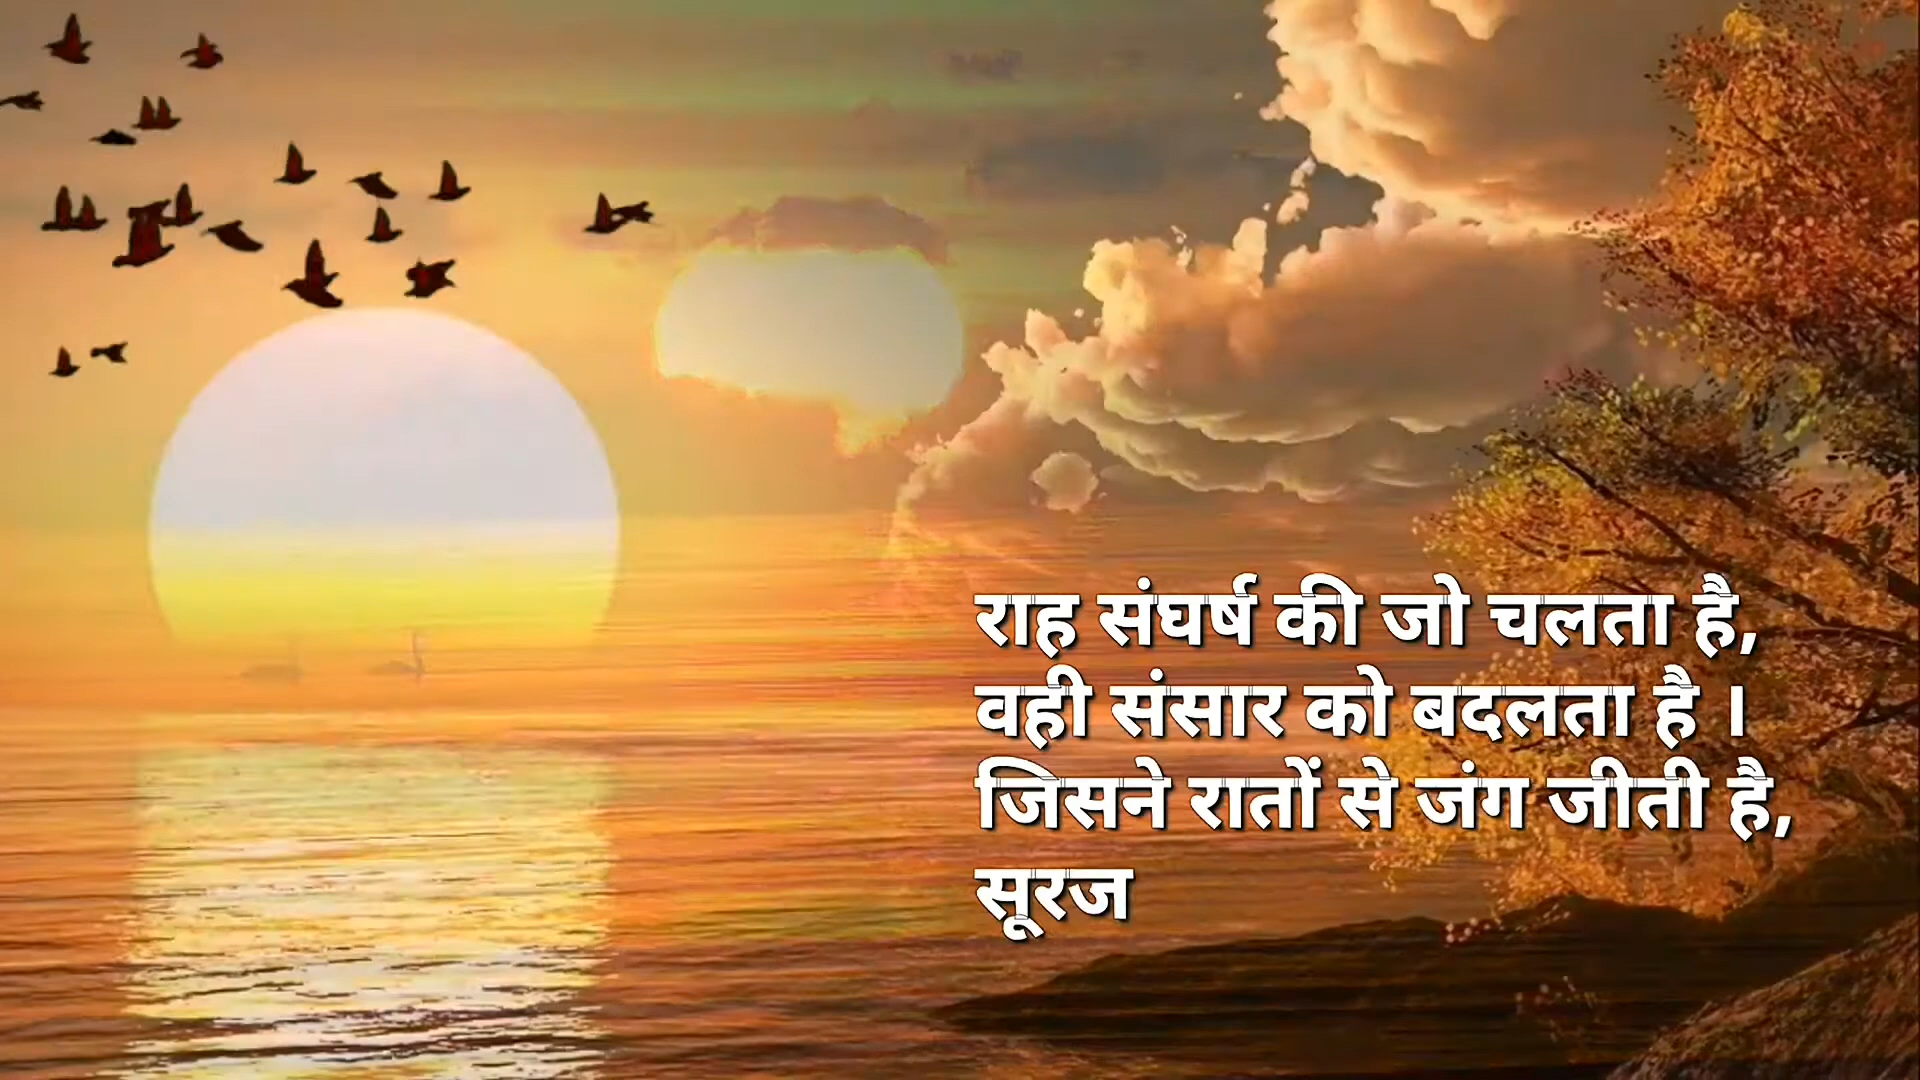 राह संघर्ष की जो चलता है,
वही संसार को बदलता है ।
जिसने रातों से जंग जीती है,
सूरज